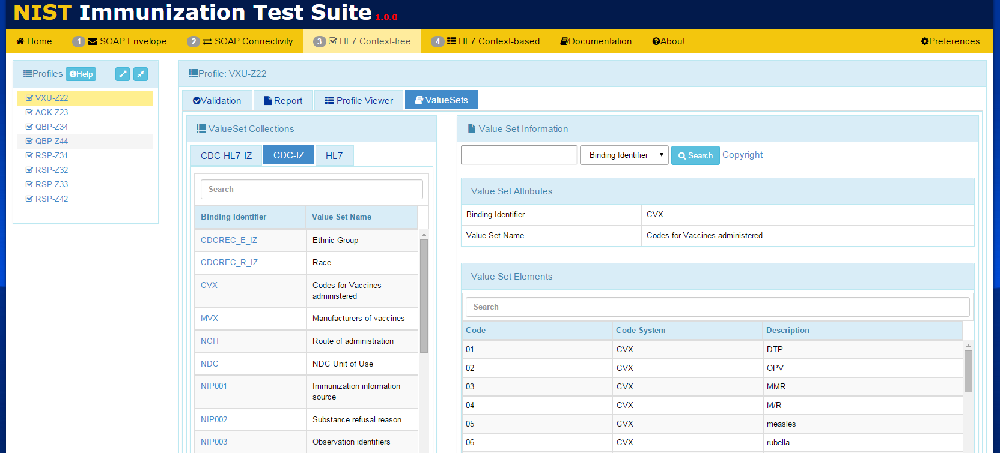 NIST Immunization Test Suite 1.0.0
Home 1 SOAP Envelope 2 SOAP Connectivity 3 HL7 Context-free 4 HL7 Context-based Documentation About Preferences
Profiles Help
VXU-Z22
ACK-Z23
QBP-Z34
QBP-Z44
RSP-Z31
RSP-Z32
RSP-Z33
RSP-Z42
Profile: VXU-Z22
Validation Report Profile Viewer ValueSets
ValueSet Collections
CDC-HL7-IZ CDC-IZ HL7
Search
Binding Identifier Value Set Name
CDCREC_E_IZ Ethnic Group
CDCREC_R_IZ Race
CVX Codes for Vaccines
administered
MVX Manufacturers of vaccines
NCIT Route of administration
NDC NDC Unit of Use
NIP001 Immunization information
source
NIP002 Substance refusal reason
NIP003 Observation identifiers
Value Set Information
Binding Identifier Search Copyright
Value Set Attributes
Binding Identifier CVX
Value Set Name Codes for Vaccines administered
Value Set Elements
Search
Code Code System Description
01 CVX DTP
02 CVX OPV
03 CVX MMR
04 CVX M/R
05 CVX measles
06 CVX rubella